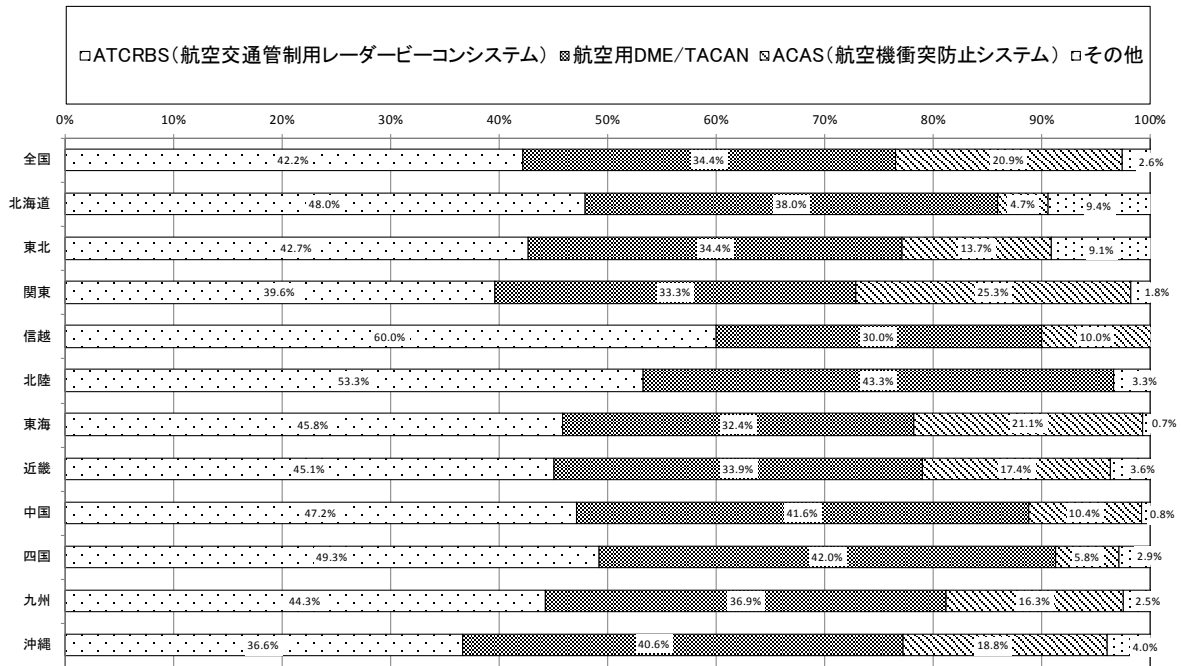 □ATCRBS(航空交通管制用レーダービーコンシステム) ▩航空用DME/TACAN ▧ACAS(航空機衝突防止システム) □その他
0% 10% 20% 30% 40% 50% 60% 70% 80% 90% 100%
全国 42.2% 34.4% 20.9% 2.6%
北海道 48.0% 38.0% 4.7% 9.4%
東北 42.7% 34.4% 13.7% 9.1%
関東 39.6% 33.3% 25.3% 1.8%
信越 60.0% 30.0% 10.0%
北陸 53.3% 43.3% 3.3%
東海 45.8% 32.4% 21.1% 0.7%
近畿 45.1% 33.9% 17.4% 3.6%
中国 47.2% 41.6% 10.4% 0.8%
四国 49.3% 42.0% 5.8% 2.9%
九州 44.3% 36.9% 16.3% 2.5%
沖縄 36.6% 40.6% 18.8% 4.0%